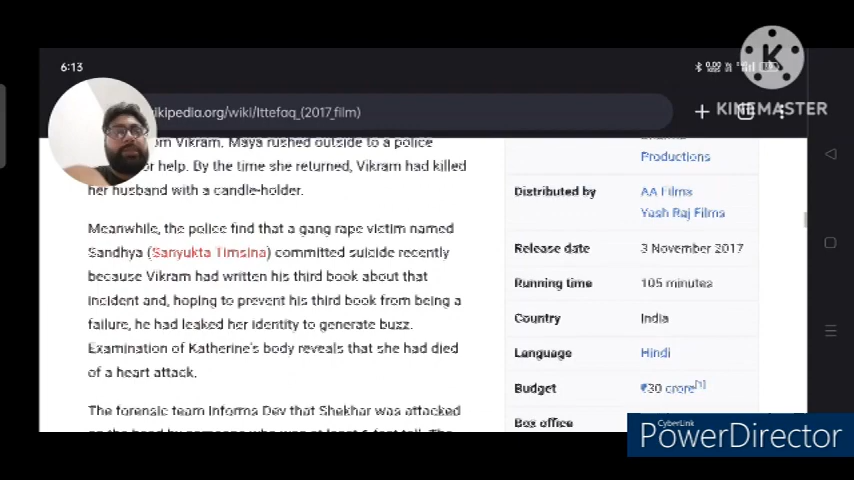 6:13
KINEMASTER
kipedia.org/wiki/Ittefaq_(2017_film)
om Vikram. Maya rushed outside to a police
or help. By the time she returned, Vikram had killed
her husband with a candle-holder.
Meanwhile, the police find that a gang rape victim named
Sandhya (Sanyukta Timsina) committed suicide recently
because Vikram had written his third book about that
incident and, hoping to prevent his third book from being a
failure, he had leaked her identity to generate buzz.
Examination of Katherine's body reveals that she had died
of a heart attack.
The forensic team informs Dev that Shekhar was attacked
Productions
Distributed by AA Films
Yash Raj Films
Release date 3 November 2017
Running time 105 minutes
Country India
Language Hindi
Budget ₹30 crore[1]
Box office
CyberLink
PowerDirector